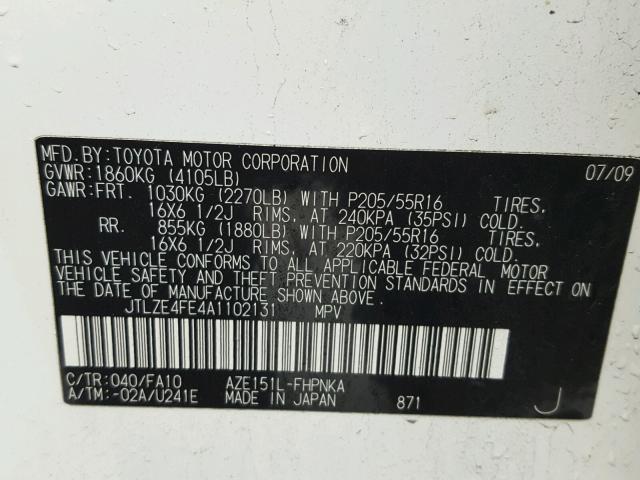 MFD.BY:TOYOTA MOTOR CORPORATION 07/09
GVWR:1860KG (4105LB)
GAWR:FRT. 1030KG (2270LB) WITH P205/55R16 TIRES,
16X6 1/2J RIMS, AT 240KPA (35PSI) COLD.
RR. 855KG (1880LB) WITH P205/55R16 TIRES,
16X6 1/2J RIMS, AT 220KPA (32PSI) COLD.
THIS VEHICLE CONFORMS TO ALL APPLICABLE FEDERAL MOTOR
VEHICLE SAFETY AND THEFT PREVENTION STANDARDS IN EFFECT ON
THE DATE OF MANUFACTURE SHOWN ABOVE.
JTLZE4FE4A1102131 MPV
C/TR:040/FA10 AZE151L-FHPNKA
A/TM:-02A/U241E MADE IN JAPAN 871 J